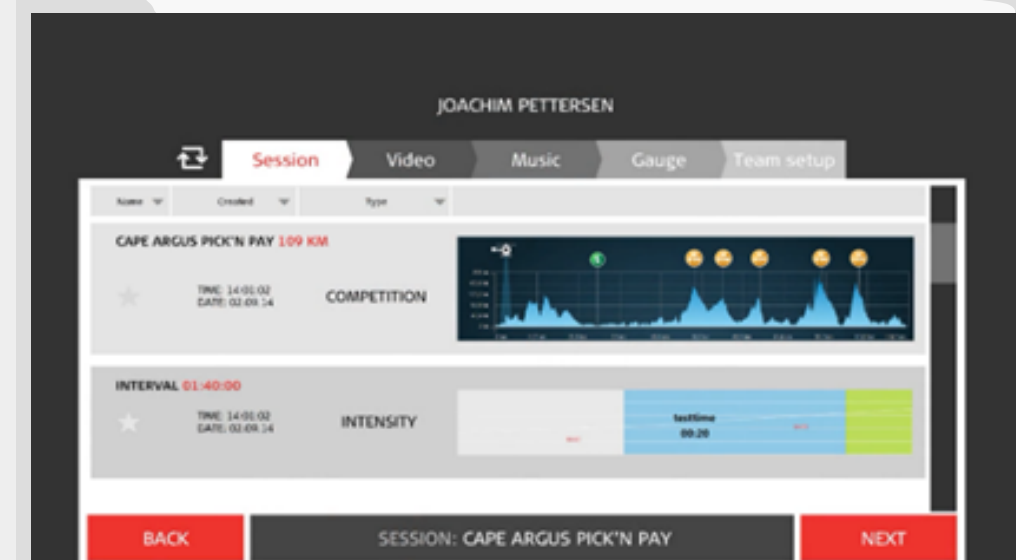 JOACHIM PETTERSEN
Session Video Music Gauge Team setup
Name Created Type
CAPE ARGUS PICK'N PAY 109 KM
TIME: 14:01:02
DATE: 02.09.14
COMPETITION
INTERVAL 01:40:00
TIME: 14:01:02
DATE: 02.09.14
INTENSITY
testtime
00:20
BACK SESSION: CAPE ARGUS PICK'N PAY NEXT